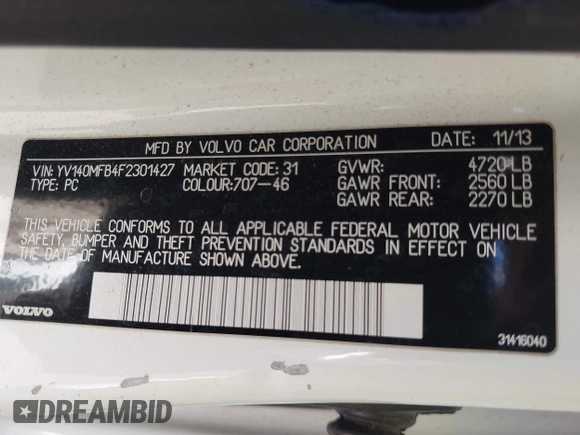 MFD BY VOLVO CAR CORPORATION DATE: 11/13
VIN: YV140MFB4F2301427 MARKET CODE: 31 GVWR: 4720 LB
TYPE: PC COLOUR:707-46 GAWR FRONT: 2560 LB
GAWR REAR: 2270 LB
THIS VEHICLE CONFORMS TO ALL APPLICABLE FEDERAL MOTOR VEHICLE
SAFETY, BUMPER AND THEFT PREVENTION STANDARDS IN EFFECT ON
THE DATE OF MANUFACTURE SHOWN ABOVE.
VOLVO
31416040
DREAMBID